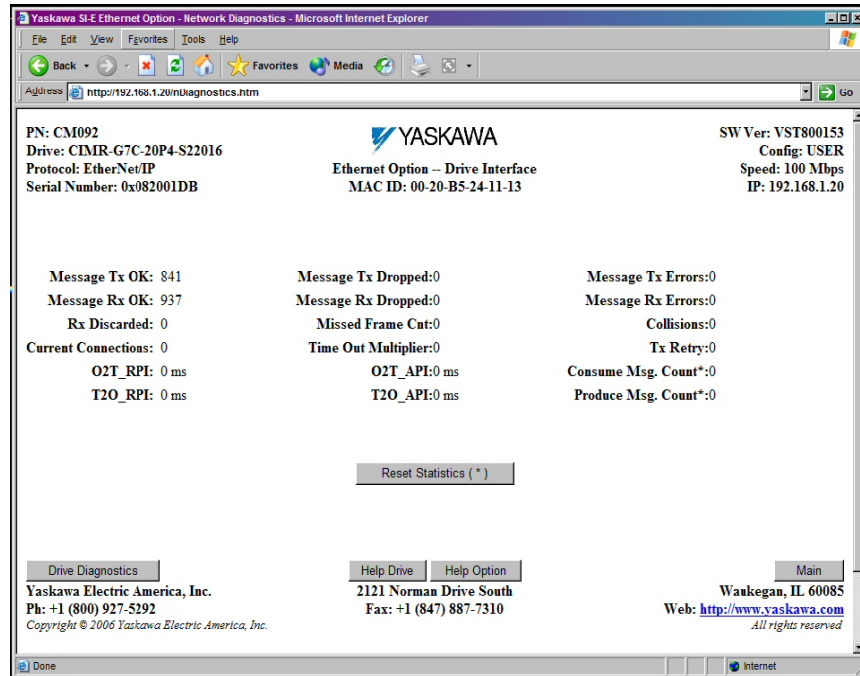 Yaskawa SI-E Ethernet Option - Network Diagnostics - Microsoft Internet Explorer
File Edit View Favorites Tools Help
Back Favorites Media
Address http://192.168.1.20/nDiagnostics.htm Go
PN: CM092
Drive: CIMR-G7C-20P4-S22016
Protocol: EtherNet/IP
Serial Number: 0x082001DB
YASKAWA
Ethernet Option -- Drive Interface
MAC ID: 00-20-B5-24-11-13
SW Ver: VST800153
Config: USER
Speed: 100 Mbps
IP: 192.168.1.20
Message Tx OK: 841 Message Tx Dropped:0 Message Tx Errors:0
Message Rx OK: 937 Message Rx Dropped:0 Message Rx Errors:0
Rx Discarded: 0 Missed Frame Cnt:0 Collisions:0
Current Connections: 0 Time Out Multiplier:0 Tx Retry:0
O2T_RPI: 0 ms O2T_API:0 ms Consume Msg. Count*:0
T2O_RPI: 0 ms T2O_API:0 ms Produce Msg. Count*:0
Reset Statistics ( * )
Drive Diagnostics Help Drive Help Option Main
Yaskawa Electric America, Inc. 2121 Norman Drive South Waukegan, IL 60085
Ph: +1 (800) 927-5292 Fax: +1 (847) 887-7310 Web: http://www.yaskawa.com
Copyright © 2006 Yaskawa Electric America, Inc. All rights reserved
Done Internet